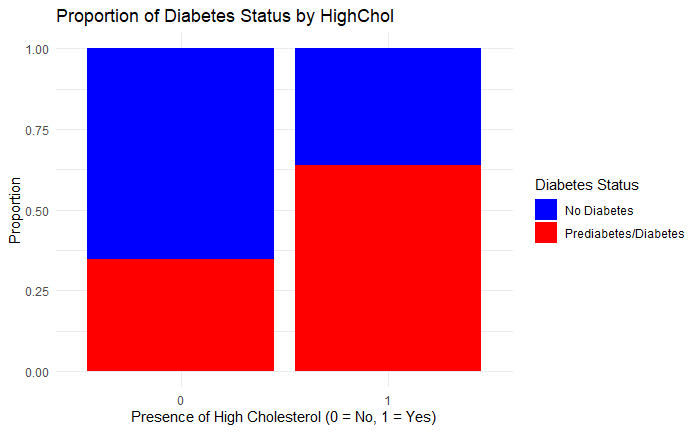 Proportion of Diabetes Status by HighChol
1.00
0.75
0.50
0.25
0.00
Proportion
0
1
Presence of High Cholesterol (0 = No, 1 = Yes)
Diabetes Status
No Diabetes
Prediabetes/Diabetes